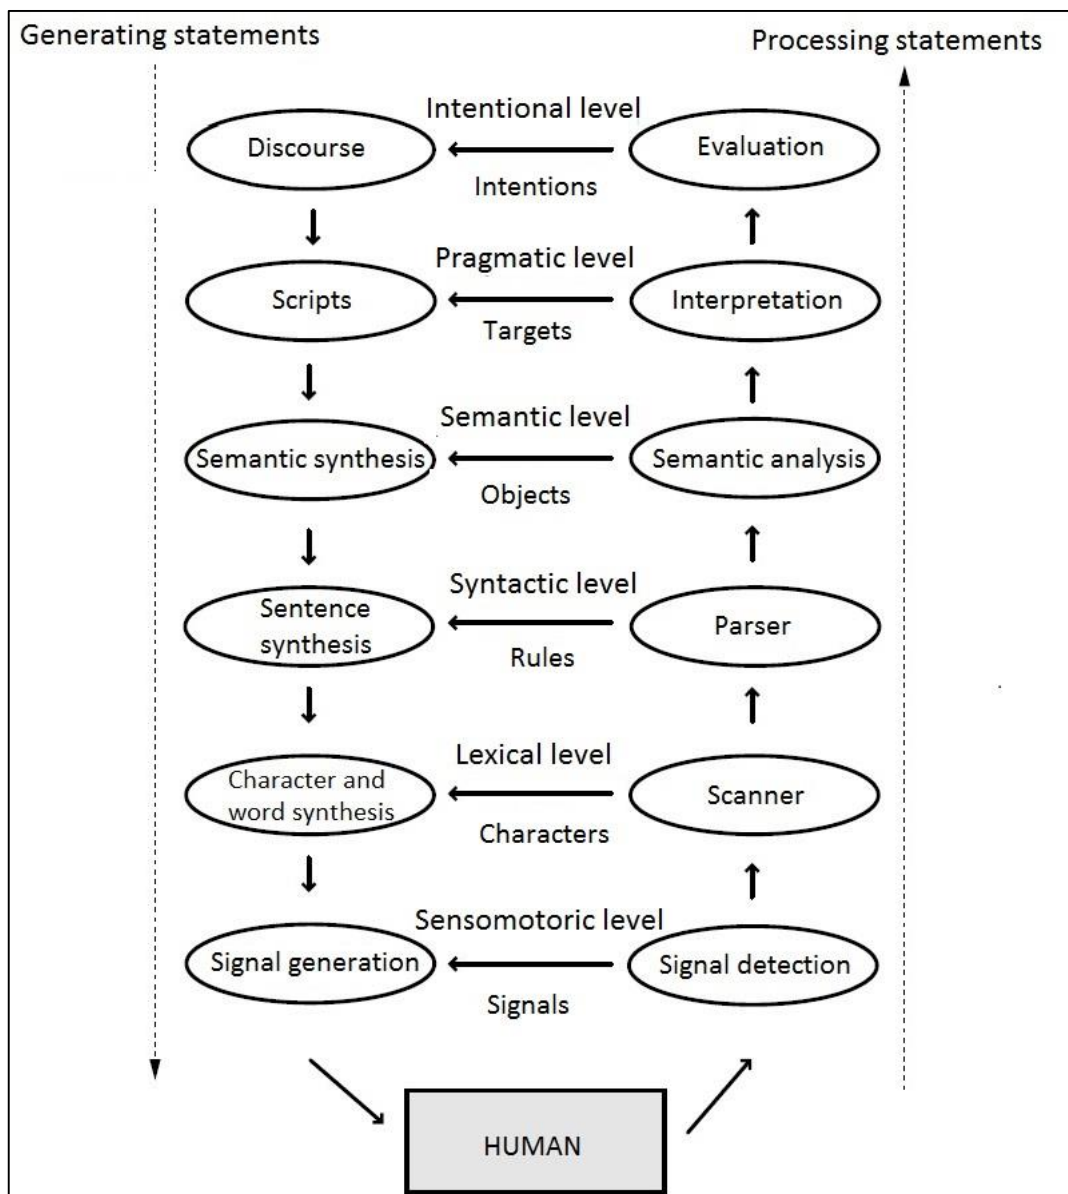 Generating statements
Processing statements
Intentional level
Discourse
Evaluation
Intentions
Pragmatic level
Scripts
Interpretation
Targets
Semantic level
Semantic synthesis
Semantic analysis
Objects
Syntactic level
Sentence
synthesis
Parser
Rules
Lexical level
Character and
word synthesis
Scanner
Characters
Sensomotoric level
Signal generation
Signal detection
Signals
HUMAN